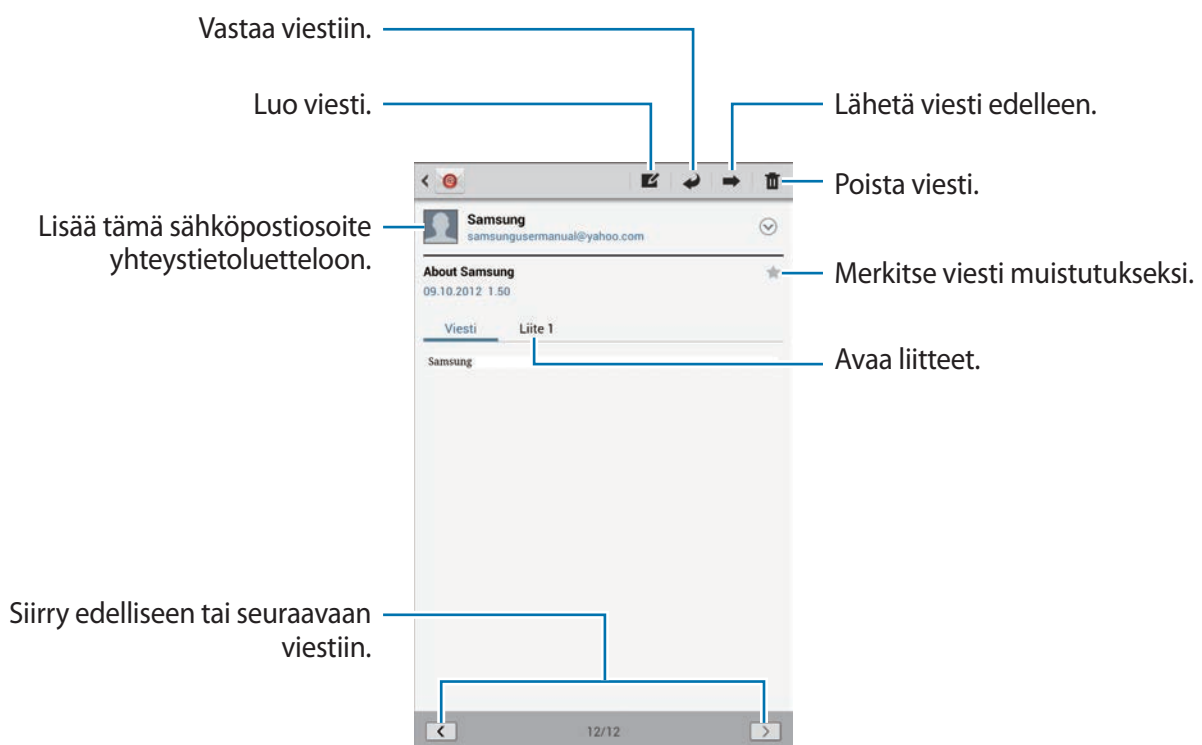 Vastaa viestiin.
Luo viesti.
Lähetä viesti edelleen.
Poista viesti.
Samsung
samsungusermanual@yahoo.com
Lisää tämä sähköpostiosoite
yhteystietoluetteloon.
About Samsung
09.10.2012 1.50
Merkitse viesti muistutukseksi.
Viesti Liite 1
Avaa liitteet.
Samsung
Siirry edelliseen tai seuraavaan
viestiin.
12/12